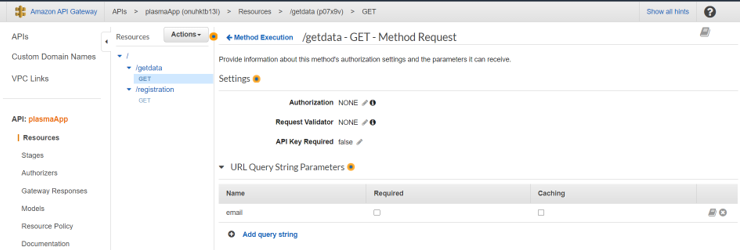 Amazon API Gateway APIs > plasmaApp (onuhktb13i) > Resources > /getdata (p07x9v) > GET Show all hints ?
APIs
Custom Domain Names
VPC Links
API: plasmaApp
Resources
Stages
Authorizers
Gateway Responses
Models
Resource Policy
Documentation
Resources Actions
/
/getdata
GET
/registration
GET
Method Execution /getdata - GET - Method Request
Provide information about this method's authorization settings and the parameters it can receive.
Settings
Authorization NONE
Request Validator NONE
API Key Required false
URL Query String Parameters
Name Required Caching
email
Add query string